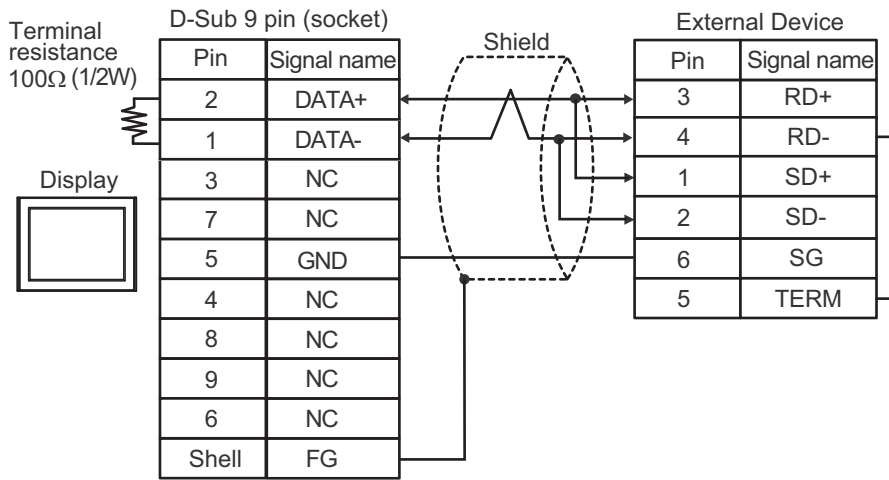 D-Sub 9 pin (socket)
External Device
Terminal
resistance
100Ω (1/2W)
Shield
Pin Signal name
2 DATA+
1 DATA-
3 NC
7 NC
5 GND
4 NC
8 NC
9 NC
6 NC
Shell FG
Display
Pin Signal name
3 RD+
4 RD-
1 SD+
2 SD-
6 SG
5 TERM